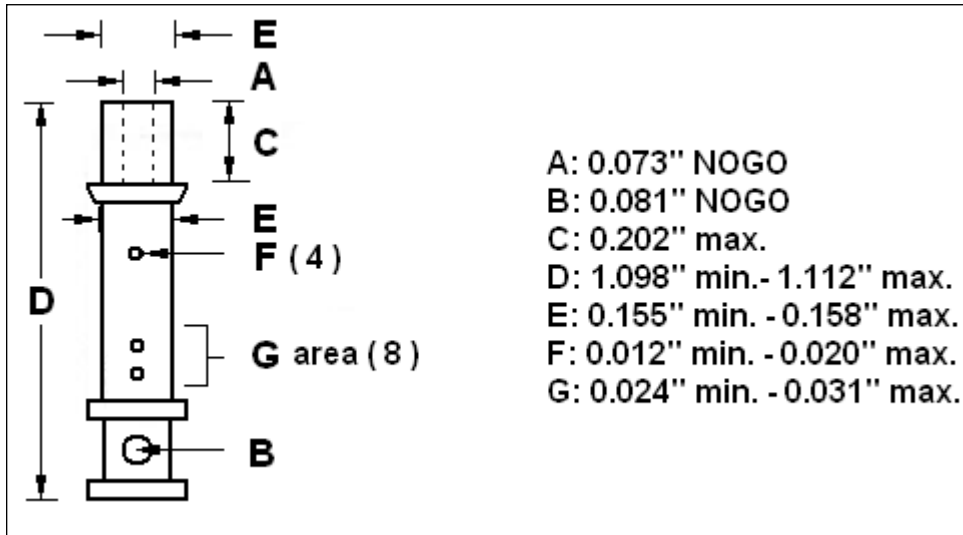 E
A
C
E
F ( 4 )
D
G area ( 8 )
B
A: 0.073" NOGO
B: 0.081" NOGO
C: 0.202" max.
D: 1.098" min.- 1.112" max.
E: 0.155" min. - 0.158" max.
F: 0.012" min. - 0.020" max.
G: 0.024" min. - 0.031" max.